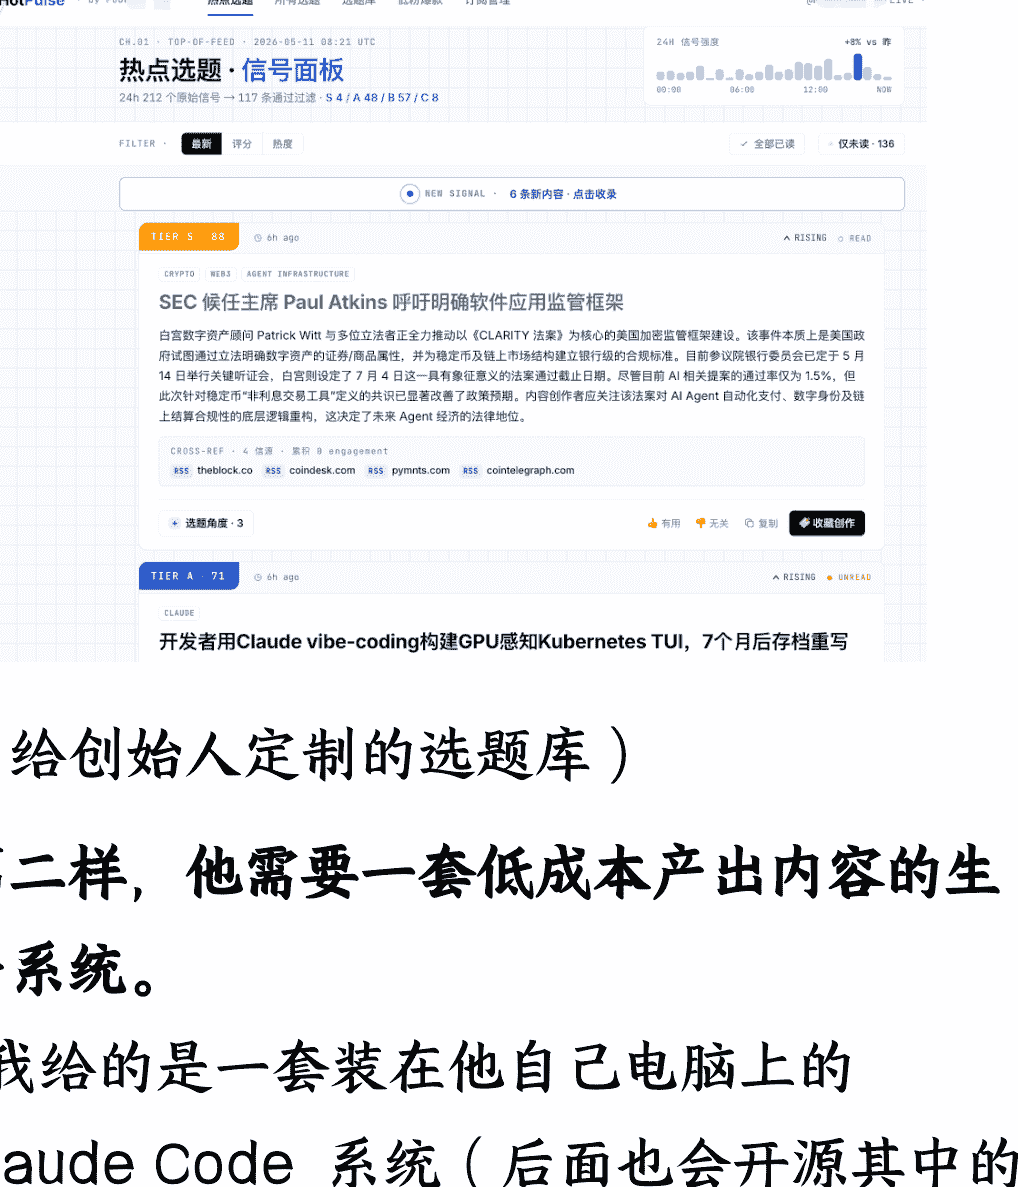 热点选题 所有选题 选题库 低粉爆款 订阅管理
CH.01 · TOP-OF-FEED · 2026-05-11 08:21 UTC
热点选题 · 信号面板
24h 212 个原始信号 → 117 条通过过滤 · S 4 / A 48 / B 57 / C 8
24H 信号强度 +8% vs 昨
00:00 06:00 12:00 NOW
FILTER · 最新 评分 热度 ✓ 全部已读 仅未读 · 136
NEW SIGNAL · 6 条新内容 · 点击收录
TIER S · 88 6h ago RISING READ
CRYPTO WEB3 AGENT INFRASTRUCTURE
SEC 候任主席 Paul Atkins 呼吁明确软件应用监管框架
白宫数字资产顾问 Patrick Witt 与多位立法者正全力推动以《CLARITY 法案》为核心的美国加密监管框架建设。该事件本质上是美国政
府试图通过立法明确数字资产的证券/商品属性，并为稳定币及链上市场结构建立银行级的合规标准。目前参议院银行委员会已定于 5 月
14 日举行关键听证会，白宫则设定了 7 月 4 日这一具有象征意义的法案通过截止日期。尽管目前 AI 相关提案的通过率仅为 1.5%，但
此次针对稳定币“非利息交易工具”定义的共识已显著改善了政策预期。内容创作者应关注该法案对 AI Agent 自动化支付、数字身份及链
上结算合规性的底层逻辑重构，这决定了未来 Agent 经济的法律地位。
CROSS-REF · 4 信源 · 累积 0 engagement
RSS theblock.co RSS coindesk.com RSS pymnts.com RSS cointelegraph.com
+ 选题角度 · 3 👍 有用 👎 无关 复制 收藏创作
TIER A · 71 6h ago RISING UNREAD
CLAUDE
开发者用Claude vibe-coding构建GPU感知Kubernetes TUI，7个月后存档重写
给创始人定制的选题库）
二样，他需要一套低成本产出内容的生
系统。
我给的是一套装在他自己电脑上的
aude Code 系统（后面也会开源其中的